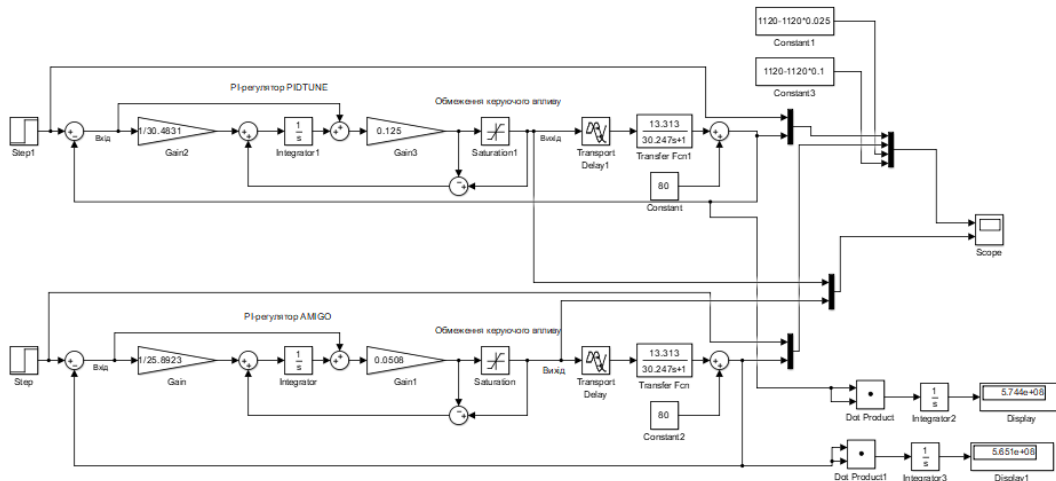 1120-1120*0.025
Constant1
1120-1120*0.1
Constant3
PI-регулятор PIDTUNE
Обмеження керуючого впливу
Step1
Вхід
1/30.4831
Gain2
1
s
Integrator1
0.125
Gain3
Saturation1
Вихід
Transport
Delay1
13.313
30.247s+1
Transfer Fcn1
80
Constant
Scope
PI-регулятор AMIGO
Обмеження керуючого впливу
Step
Вхід
1/25.8923
Gain
1
s
Integrator
0.0508
Gain1
Saturation
Вихід
Transport
Delay
13.313
30.247s+1
Transfer Fcn
80
Constant2
Dot Product
1
s
Integrator2
5.744e+08
Display
Dot Product1
1
s
Integrator3
5.651e+08
Display1